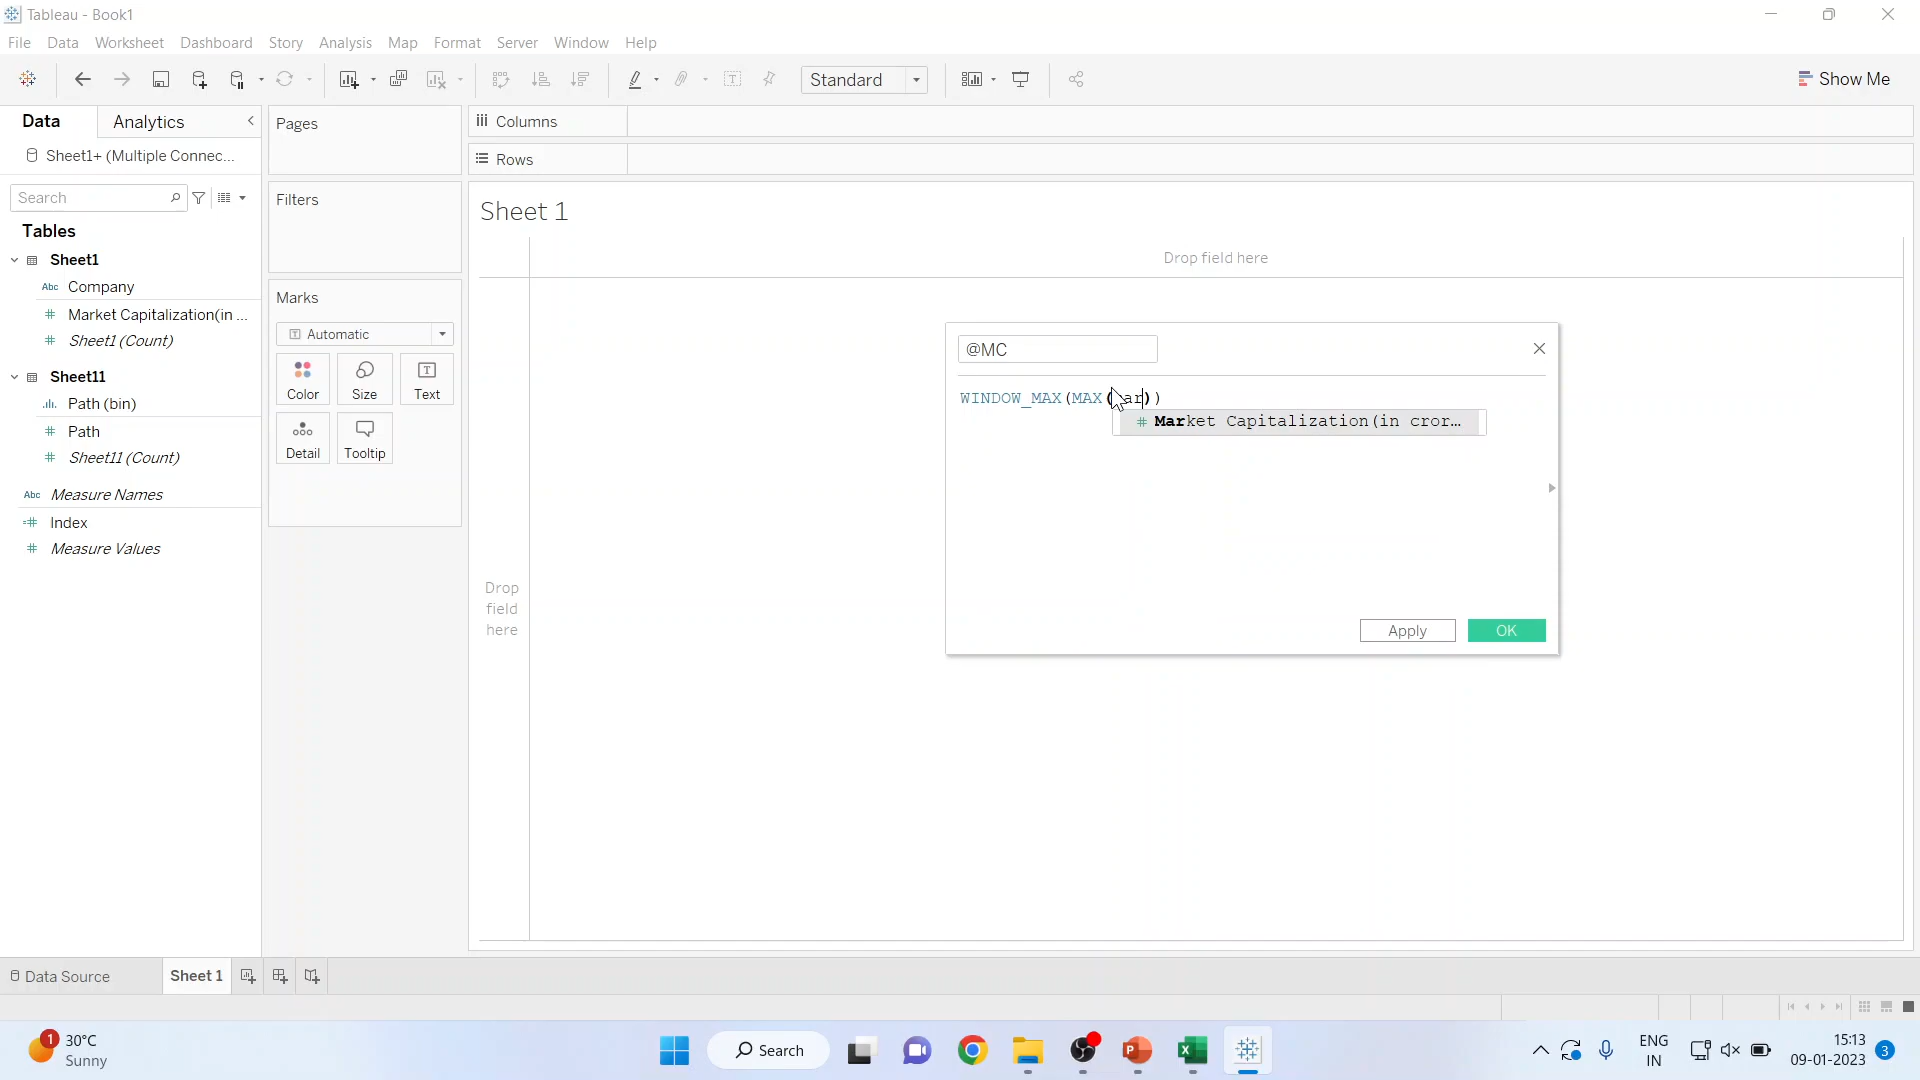 Tableau - Book1
File Data Worksheet Dashboard Story Analysis Map Format Server Window Help
Standard
Show Me
Data Analytics
Sheet1+ (Multiple Connec...
Search
Tables
Sheet1
Abc Company
Market Capitalization(in ...
Sheet1 (Count)
Sheet11
Path (bin)
Path
Sheet11 (Count)
Abc Measure Names
Index
Measure Values
Pages
Filters
Marks
Automatic
Color Size Text
Detail Tooltip
Columns
Rows
Sheet 1
Drop field here
Drop
field
here
@MC
WINDOW_MAX(MAX(ar))
Market Capitalization(in cror...
Apply OK
Data Source Sheet 1
1
30°C
Sunny
Search
ENG
IN
15:13
09-01-2023
3